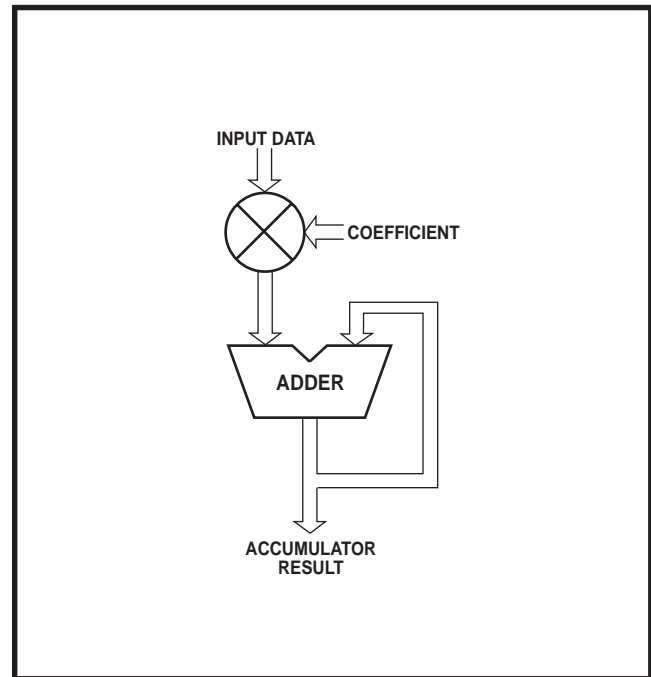 INPUT DATA
COEFFICIENT
ADDER
ACCUMULATOR
RESULT